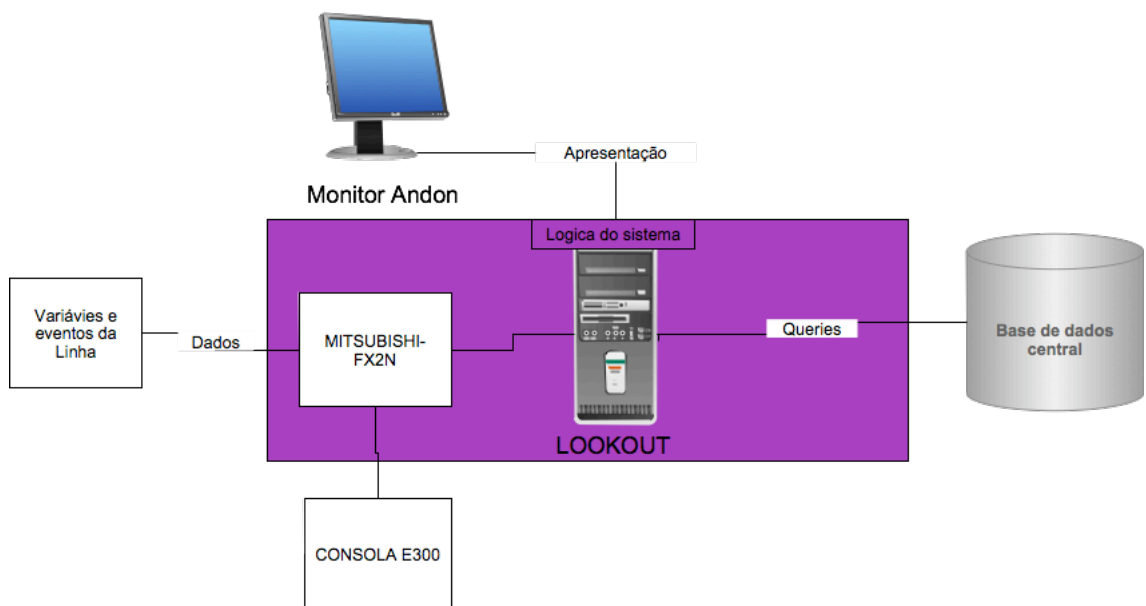 Apresentação
Monitor Andon
Logica do sistema
Variávies e
eventos da
Linha
Dados
MITSUBISHI-
FX2N
Queries
Base de dados
central
LOOKOUT
CONSOLA E300